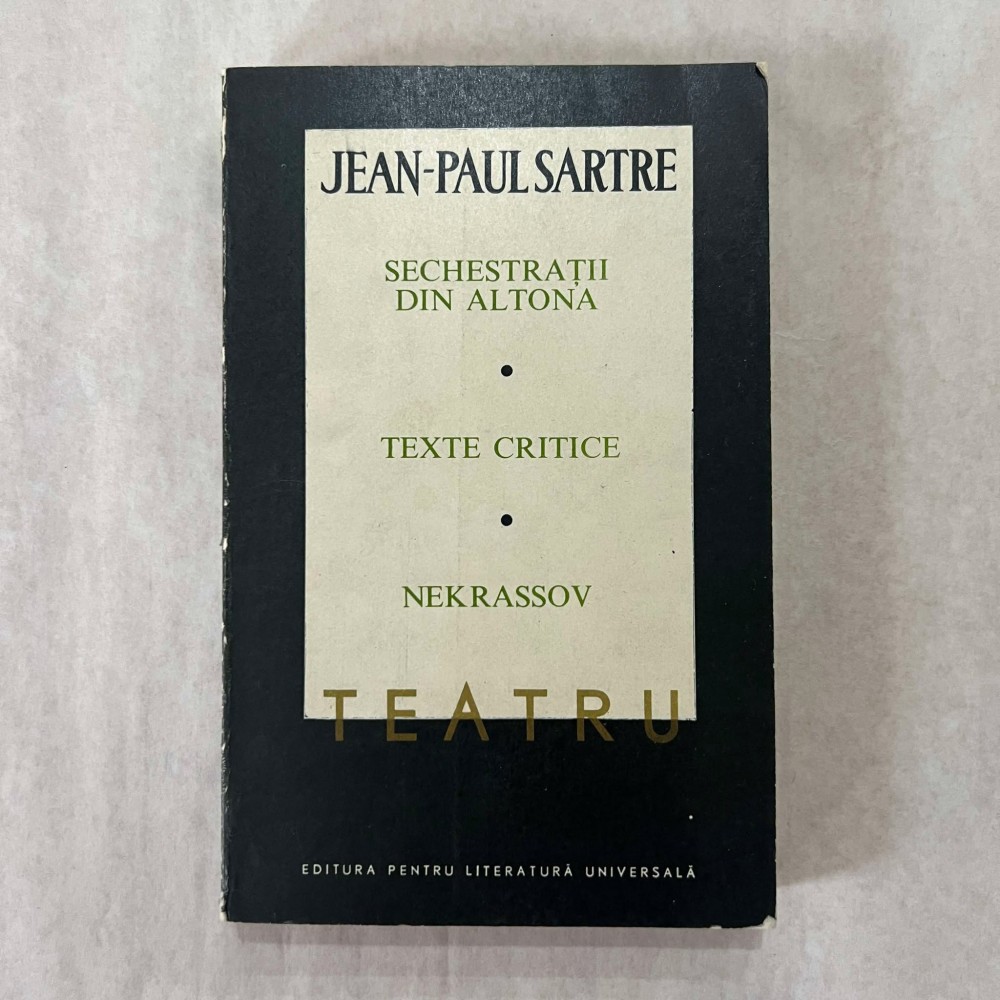 JEAN-PAUL SARTRE
SECHESTRAȚII
DIN ALTONA
•
TEXTE CRITICE
•
NEKRASSOV
TEATRU
EDITURA PENTRU LITERATURĂ UNIVERSALĂ